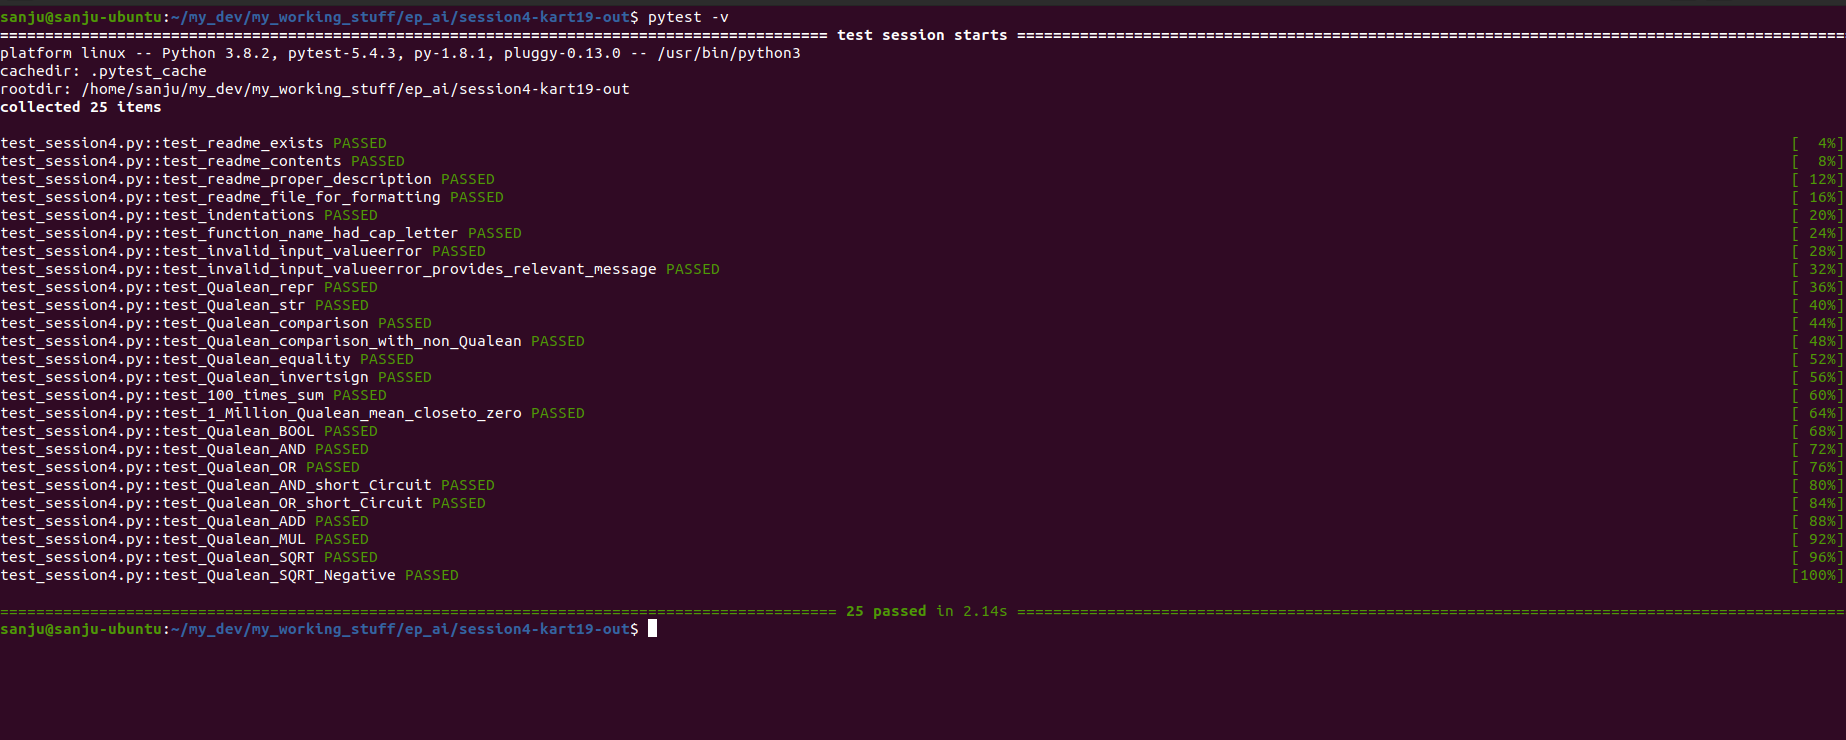 sanju@sanju-ubuntu:~/my_dev/my_working_stuff/ep_ai/session4-kart19-out$ pytest -v
============================================================================================ test session starts ============================================================================================
platform linux -- Python 3.8.2, pytest-5.4.3, py-1.8.1, pluggy-0.13.0 -- /usr/bin/python3
cachedir: .pytest_cache
rootdir: /home/sanju/my_dev/my_working_stuff/ep_ai/session4-kart19-out
collected 25 items
test_session4.py::test_readme_exists PASSED [  4%]
test_session4.py::test_readme_contents PASSED [  8%]
test_session4.py::test_readme_proper_description PASSED [ 12%]
test_session4.py::test_readme_file_for_formatting PASSED [ 16%]
test_session4.py::test_indentations PASSED [ 20%]
test_session4.py::test_function_name_had_cap_letter PASSED [ 24%]
test_session4.py::test_invalid_input_valueerror PASSED [ 28%]
test_session4.py::test_invalid_input_valueerror_provides_relevant_message PASSED [ 32%]
test_session4.py::test_Qualean_repr PASSED [ 36%]
test_session4.py::test_Qualean_str PASSED [ 40%]
test_session4.py::test_Qualean_comparison PASSED [ 44%]
test_session4.py::test_Qualean_comparison_with_non_Qualean PASSED [ 48%]
test_session4.py::test_Qualean_equality PASSED [ 52%]
test_session4.py::test_Qualean_invertsign PASSED [ 56%]
test_session4.py::test_100_times_sum PASSED [ 60%]
test_session4.py::test_1_Million_Qualean_mean_closeto_zero PASSED [ 64%]
test_session4.py::test_Qualean_BOOL PASSED [ 68%]
test_session4.py::test_Qualean_AND PASSED [ 72%]
test_session4.py::test_Qualean_OR PASSED [ 76%]
test_session4.py::test_Qualean_AND_short_Circuit PASSED [ 80%]
test_session4.py::test_Qualean_OR_short_Circuit PASSED [ 84%]
test_session4.py::test_Qualean_ADD PASSED [ 88%]
test_session4.py::test_Qualean_MUL PASSED [ 92%]
test_session4.py::test_Qualean_SQRT PASSED [ 96%]
test_session4.py::test_Qualean_SQRT_Negative PASSED [100%]
============================================================================================= 25 passed in 2.14s ============================================================================================
sanju@sanju-ubuntu:~/my_dev/my_working_stuff/ep_ai/session4-kart19-out$